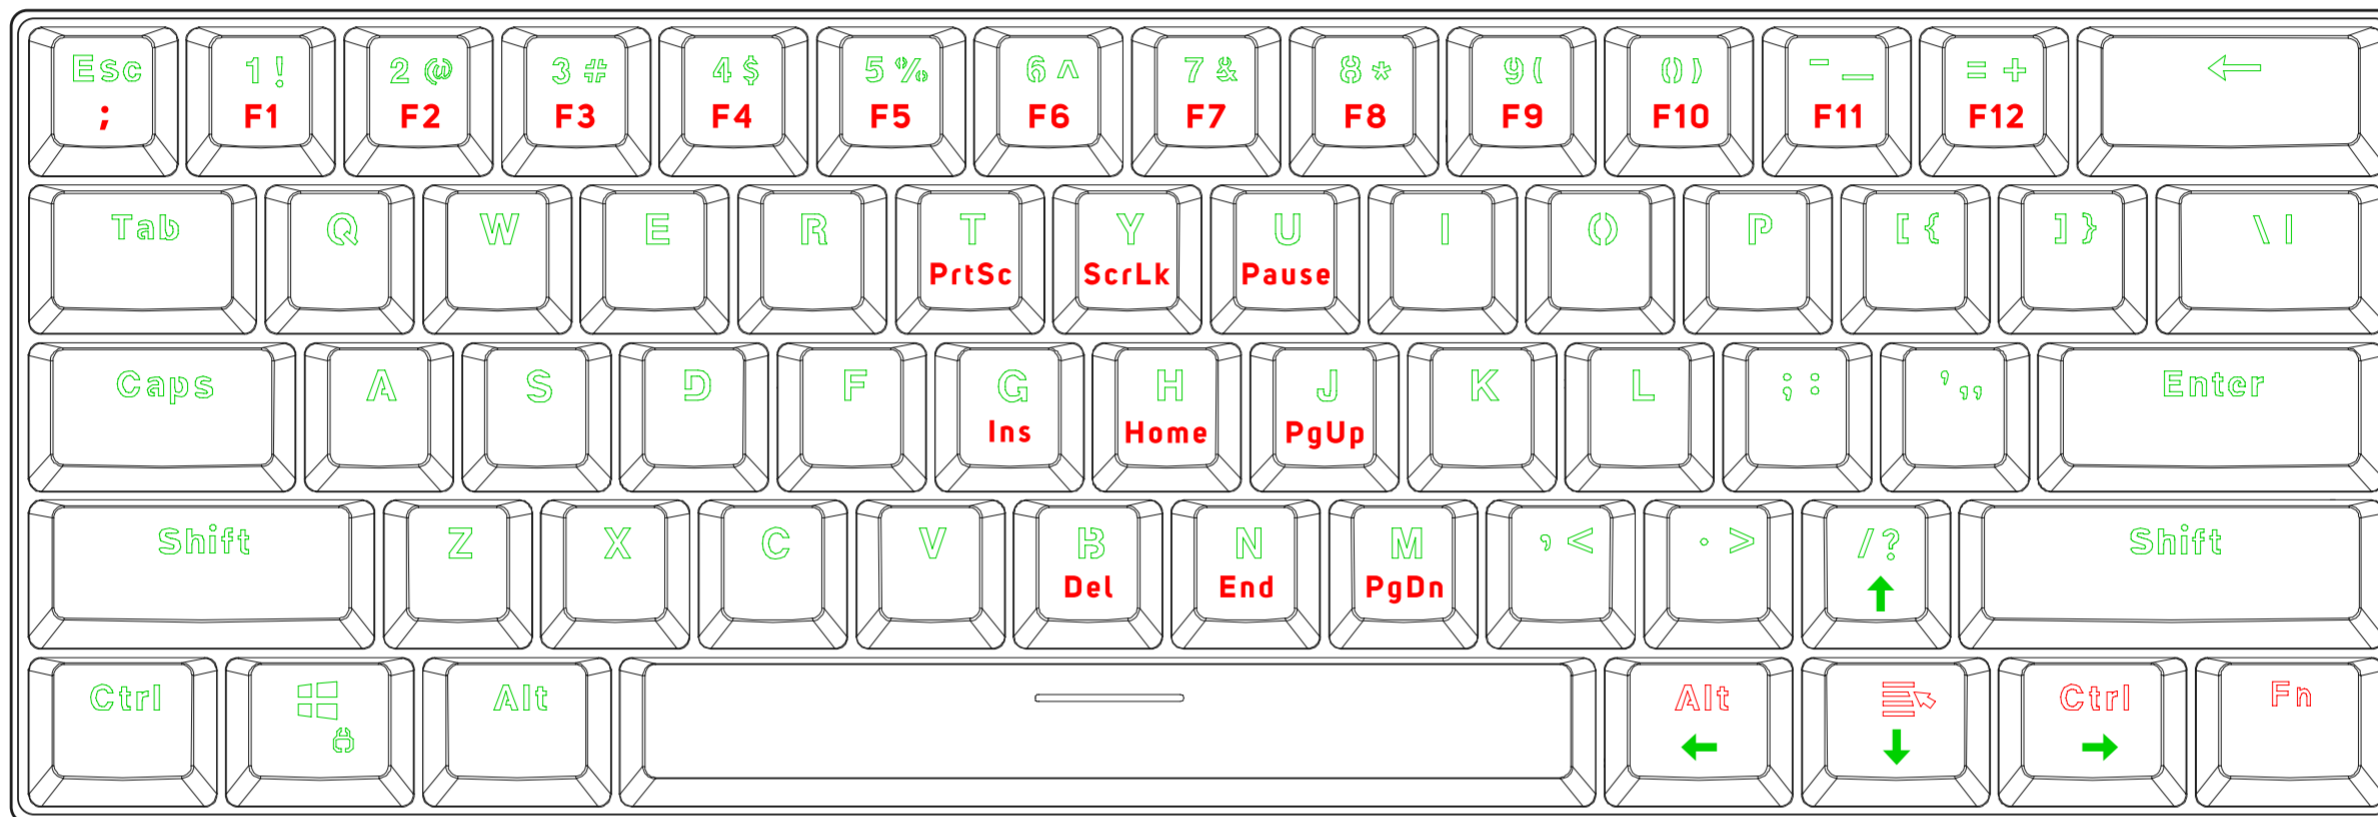 Esc 1 ! 2 @ 3 # 4 $ 5 % 6 ^ 7 & 8 * 9 ( 0 ) - _ = + ←
; F1 F2 F3 F4 F5 F6 F7 F8 F9 F10 F11 F12
Tab Q W E R T Y U I O P [ { ] } \ |
PrtSc ScrLk Pause
Caps A S D F G H J K L ; : ' ,, Enter
Ins Home PgUp
Shift Z X C V B N M , < . > / ? Shift
Del End PgDn ↑
Ctrl Alt Alt Ctrl Fn
← ↓ →